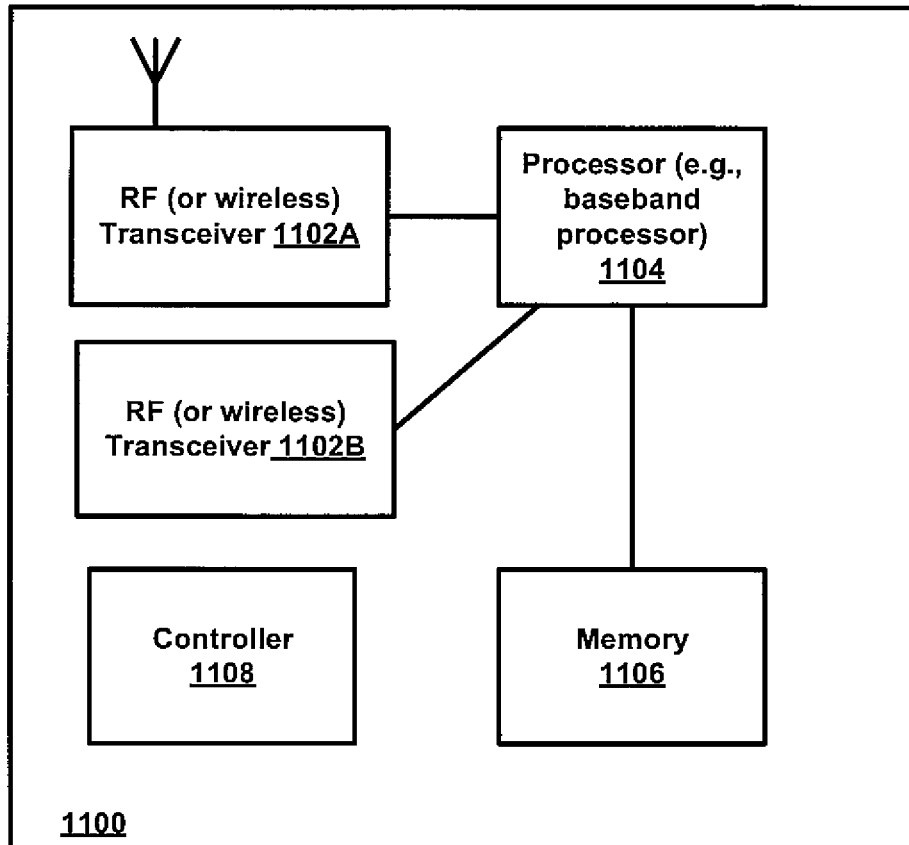 RF (or wireless)
Transceiver 1102A
Processor (e.g.,
baseband
processor)
1104
RF (or wireless)
Transceiver 1102B
Controller
1108
Memory
1106
1100